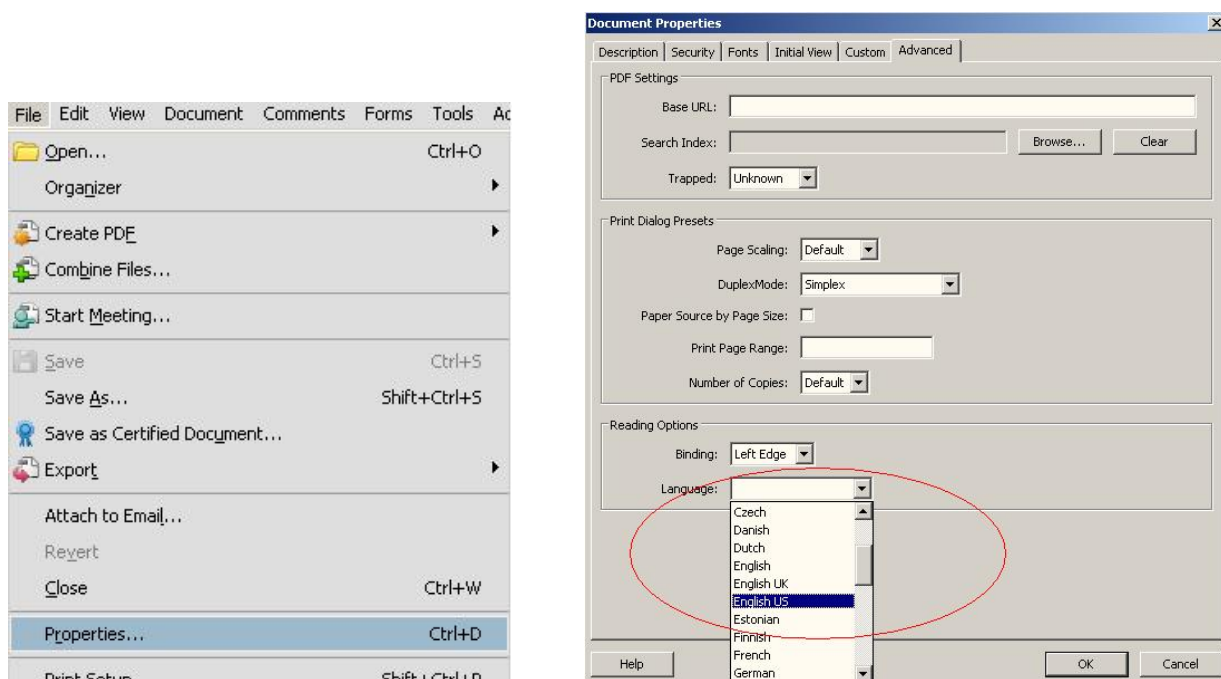 File Edit View Document Comments Forms Tools
Open... Ctrl+O
Organizer
Create PDF
Combine Files...
Start Meeting...
Save Ctrl+S
Save As... Shift+Ctrl+S
Save as Certified Document...
Export
Attach to Email...
Revert
Close Ctrl+W
Properties... Ctrl+D
Print Setup Shift+Ctrl+P
Document Properties
Description Security Fonts Initial View Custom Advanced
PDF Settings
Base URL:
Search Index: Browse... Clear
Trapped: Unknown
Print Dialog Presets
Page Scaling: Default
DuplexMode: Simplex
Paper Source by Page Size:
Print Page Range:
Number of Copies: Default
Reading Options
Binding: Left Edge
Language:
Czech
Danish
Dutch
English
English UK
English US
Estonian
Finnish
French
German
Help OK Cancel